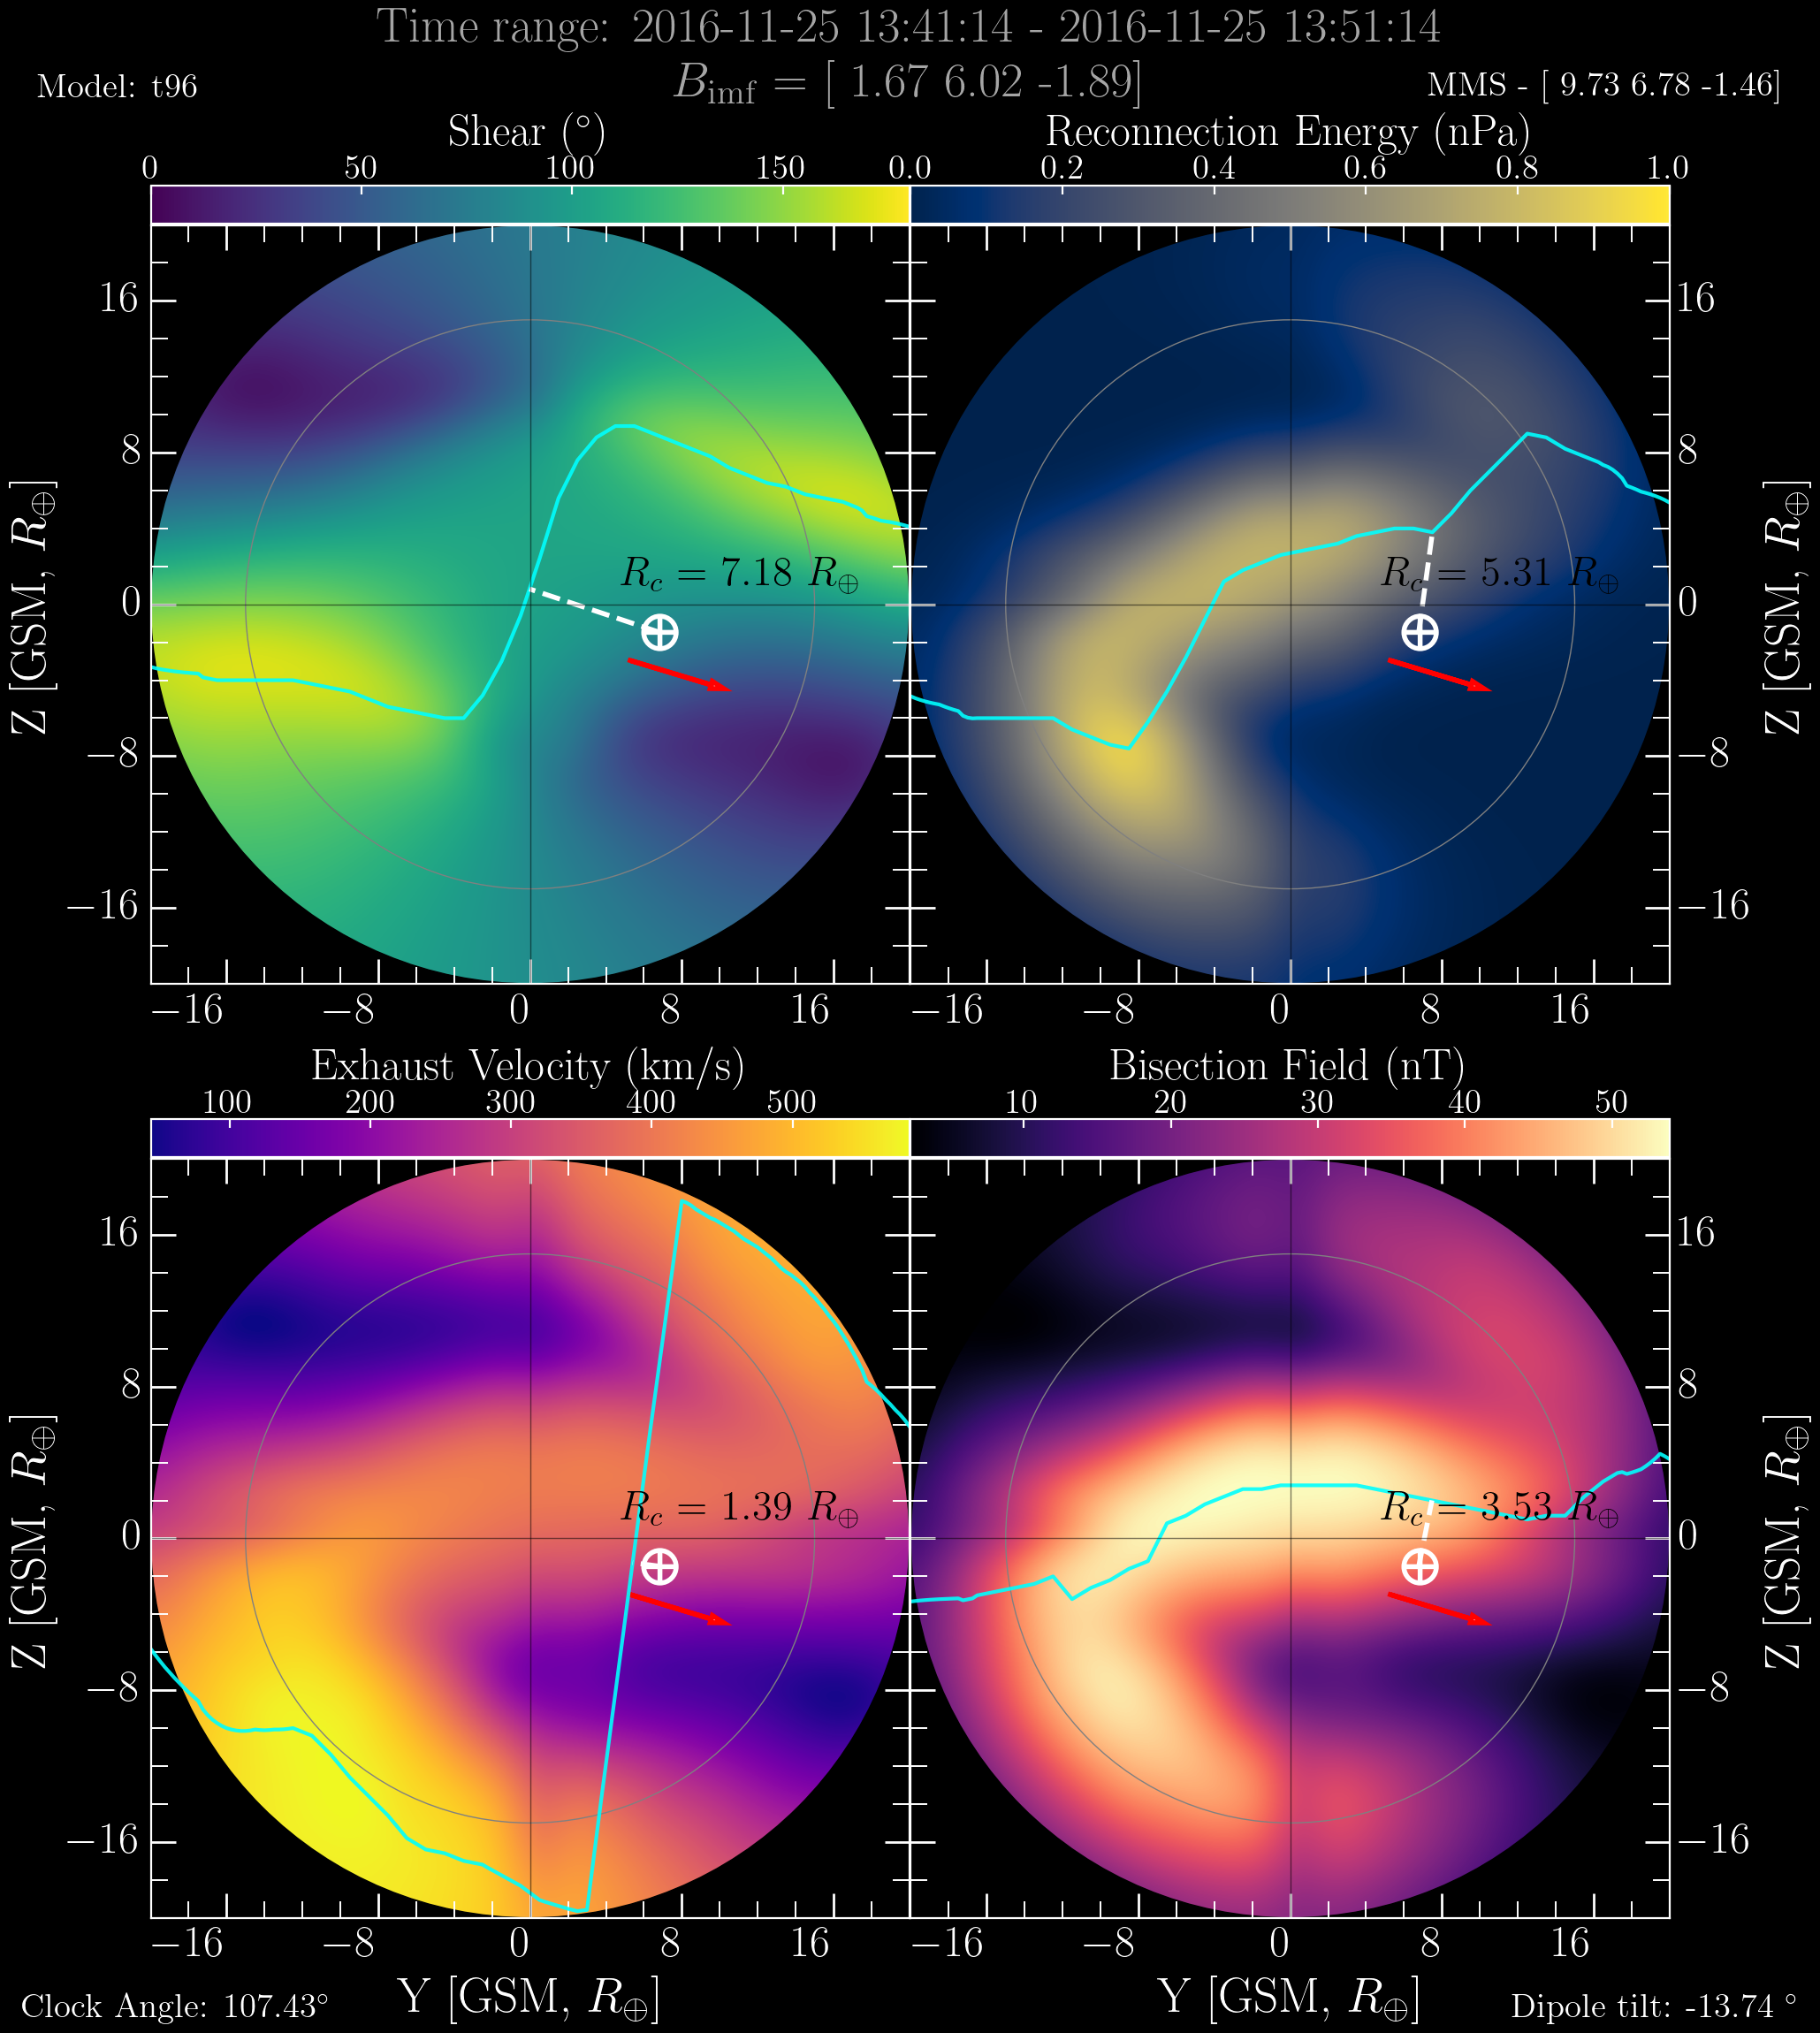 Time range: 2016-11-25 13:41:14 - 2016-11-25 13:51:14
Model: t96
B_imf = [ 1.67 6.02 -1.89]
MMS - [ 9.73 6.78 -1.46]
Shear (°)
Reconnection Energy (nPa)
0 50 100 150
0.0 0.2 0.4 0.6 0.8 1.0
16
8
0
−8
−16
Z [GSM, R⊕]
R_c = 7.18 R⊕
R_c = 5.31 R⊕
16
8
0
−8
−16
Z [GSM, R⊕]
−16 −8 0 8 16
−16 −8 0 8 16
Exhaust Velocity (km/s)
Bisection Field (nT)
100 200 300 400 500
10 20 30 40 50
16
8
0
−8
−16
Z [GSM, R⊕]
R_c = 1.39 R⊕
R_c = 3.53 R⊕
16
8
0
−8
−16
Z [GSM, R⊕]
−16 −8 0 8 16
−16 −8 0 8 16
Y [GSM, R⊕]
Y [GSM, R⊕]
Clock Angle: 107.43°
Dipole tilt: -13.74 °